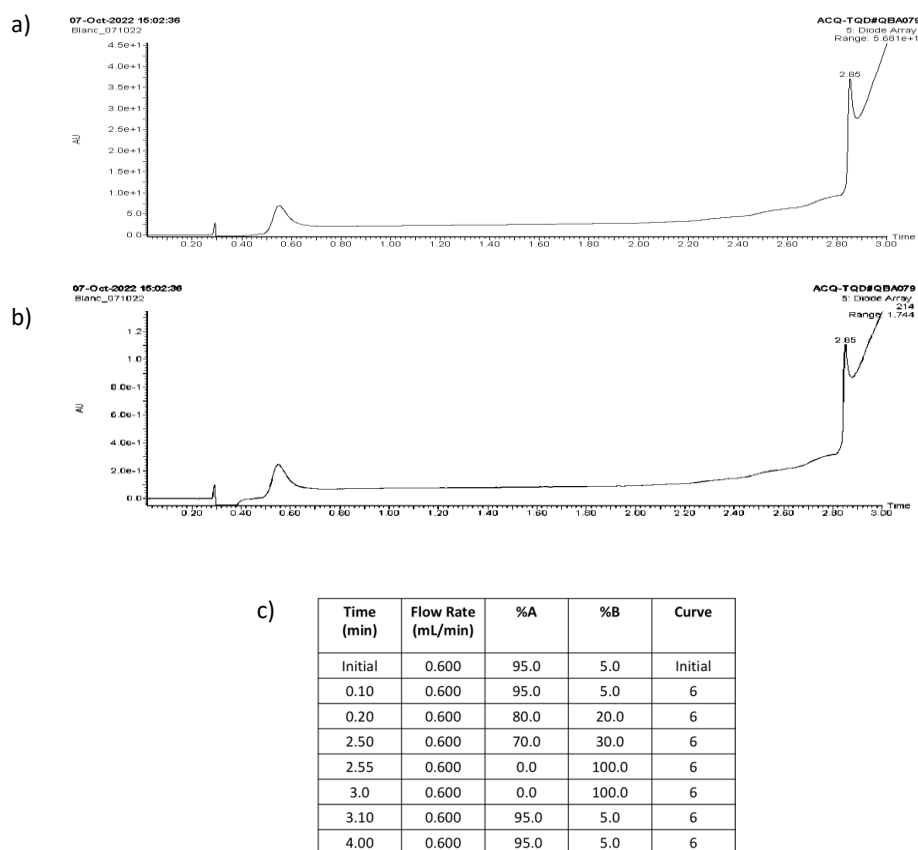 a)
07-Oct-2022 15:02:36
Blanc_071022
ACQ-TQD#QBA079
5: Diode Array
Range: 5.681e+1
2.85
4.5e+1
4.0e+1
3.5e+1
3.0e+1
2.5e+1
2.0e+1
1.5e+1
1.0e+1
5.0
0.0
AU
0.20 0.40 0.60 0.80 1.00 1.20 1.40 1.60 1.80 2.00 2.20 2.40 2.60 2.80 3.00
Time
b)
07-Oct-2022 15:02:36
Blanc_071022
ACQ-TQD#QBA079
5: Diode Array
214
Range: 1.744
2.85
1.2
1.0
8.0e-1
6.0e-1
4.0e-1
2.0e-1
0.0
AU
0.20 0.40 0.60 0.80 1.00 1.20 1.40 1.60 1.80 2.00 2.20 2.40 2.60 2.80 3.00
Time
c)
Time (min) Flow Rate (mL/min) %A %B Curve
Initial 0.600 95.0 5.0 Initial
0.10 0.600 95.0 5.0 6
0.20 0.600 80.0 20.0 6
2.50 0.600 70.0 30.0 6
2.55 0.600 0.0 100.0 6
3.0 0.600 0.0 100.0 6
3.10 0.600 95.0 5.0 6
4.00 0.600 95.0 5.0 6